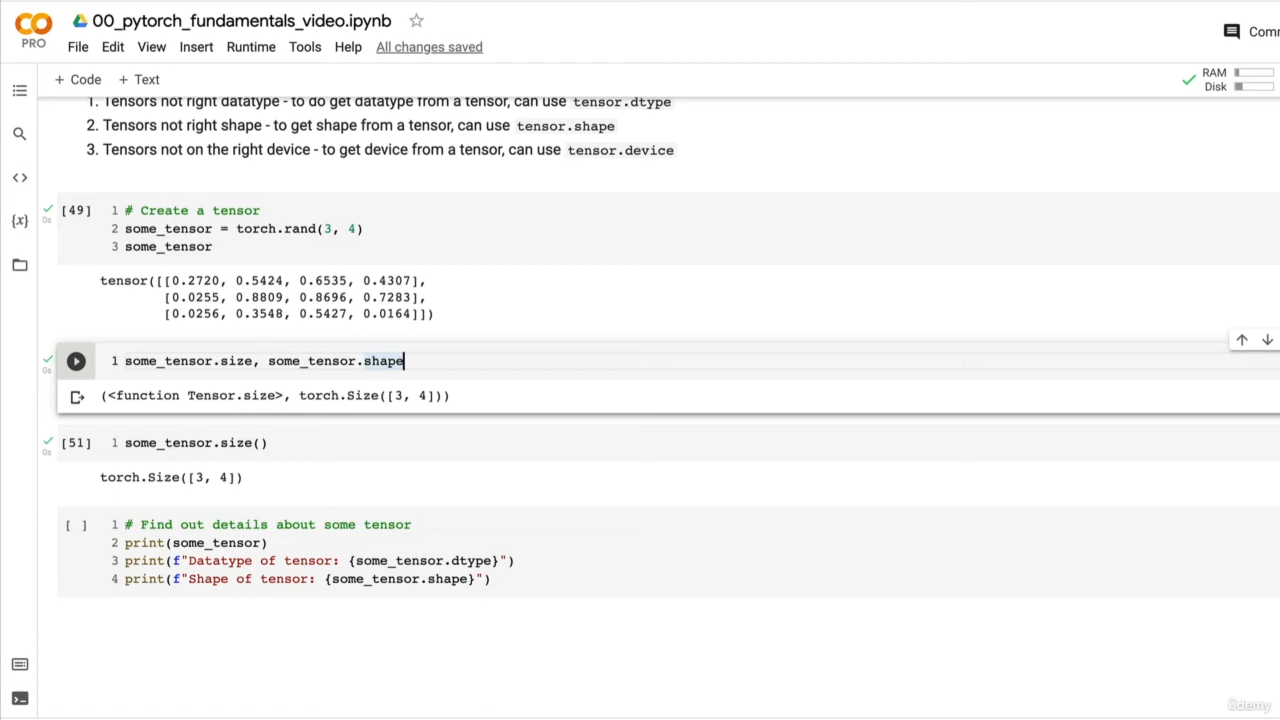 00_pytorch_fundamentals_video.ipynb
PRO
File Edit View Insert Runtime Tools Help All changes saved
+ Code + Text
RAM
Disk
1. Tensors not right datatype - to do get datatype from a tensor, can use tensor.dtype
2. Tensors not right shape - to get shape from a tensor, can use tensor.shape
3. Tensors not on the right device - to get device from a tensor, can use tensor.device
{x}
0s
[49] 1 # Create a tensor
2 some_tensor = torch.rand(3, 4)
3 some_tensor
tensor([[0.2720, 0.5424, 0.6535, 0.4307],
[0.0255, 0.8809, 0.8696, 0.7283],
[0.0256, 0.3548, 0.5427, 0.0164]])
0s
1 some_tensor.size, some_tensor.shape
(<function Tensor.size>, torch.Size([3, 4]))
0s
[51] 1 some_tensor.size()
torch.Size([3, 4])
[ ] 1 # Find out details about some tensor
2 print(some_tensor)
3 print(f"Datatype of tensor: {some_tensor.dtype}")
4 print(f"Shape of tensor: {some_tensor.shape}")
ûdemy